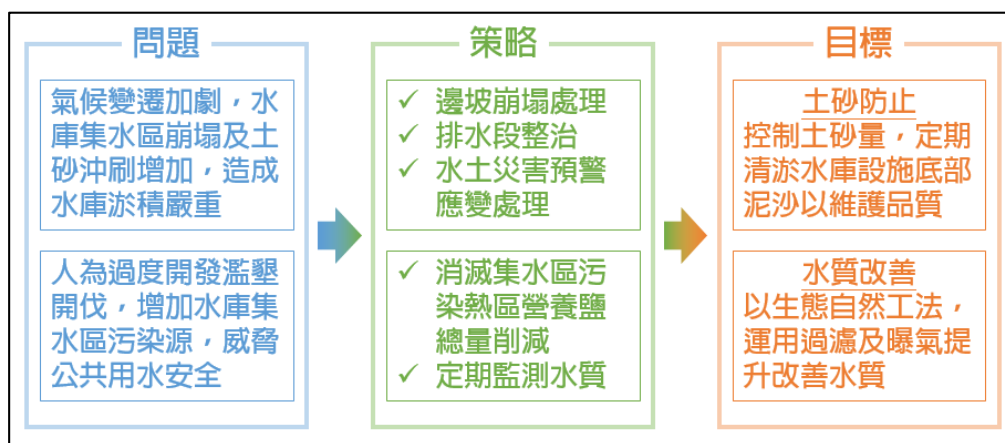 問題
氣候變遷加劇，水
庫集水區崩塌及土
砂沖刷增加，造成
水庫淤積嚴重
人為過度開發濫墾
開伐，增加水庫集
水區污染源，威脅
公共用水安全
策略
✓ 邊坡崩塌處理
✓ 排水段整治
✓ 水土災害預警
應變處理
✓ 消滅集水區污
染熱區營養鹽
總量削減
✓ 定期監測水質
目標
土砂防止
控制土砂量，定期
清淤水庫設施底部
泥沙以維護品質
水質改善
以生態自然工法，
運用過濾及曝氣提
升改善水質